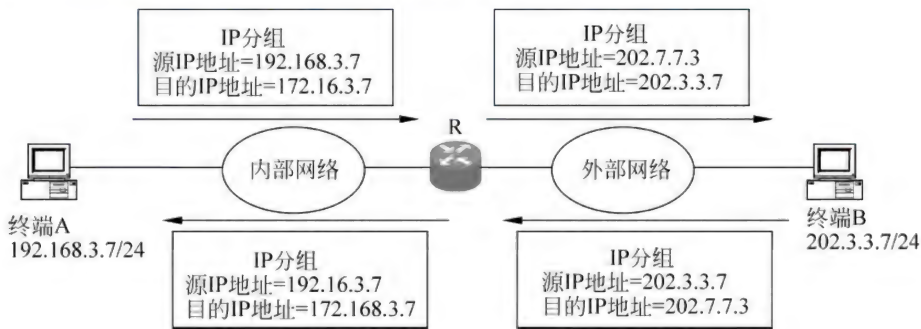 IP分组
源IP地址=192.168.3.7
目的IP地址=172.16.3.7
IP分组
源IP地址=202.7.7.3
目的IP地址=202.3.3.7
R
内部网络
外部网络
终端A
192.168.3.7/24
终端B
202.3.3.7/24
IP分组
源IP地址=192.16.3.7
目的IP地址=172.168.3.7
IP分组
源IP地址=202.3.3.7
目的IP地址=202.7.7.3